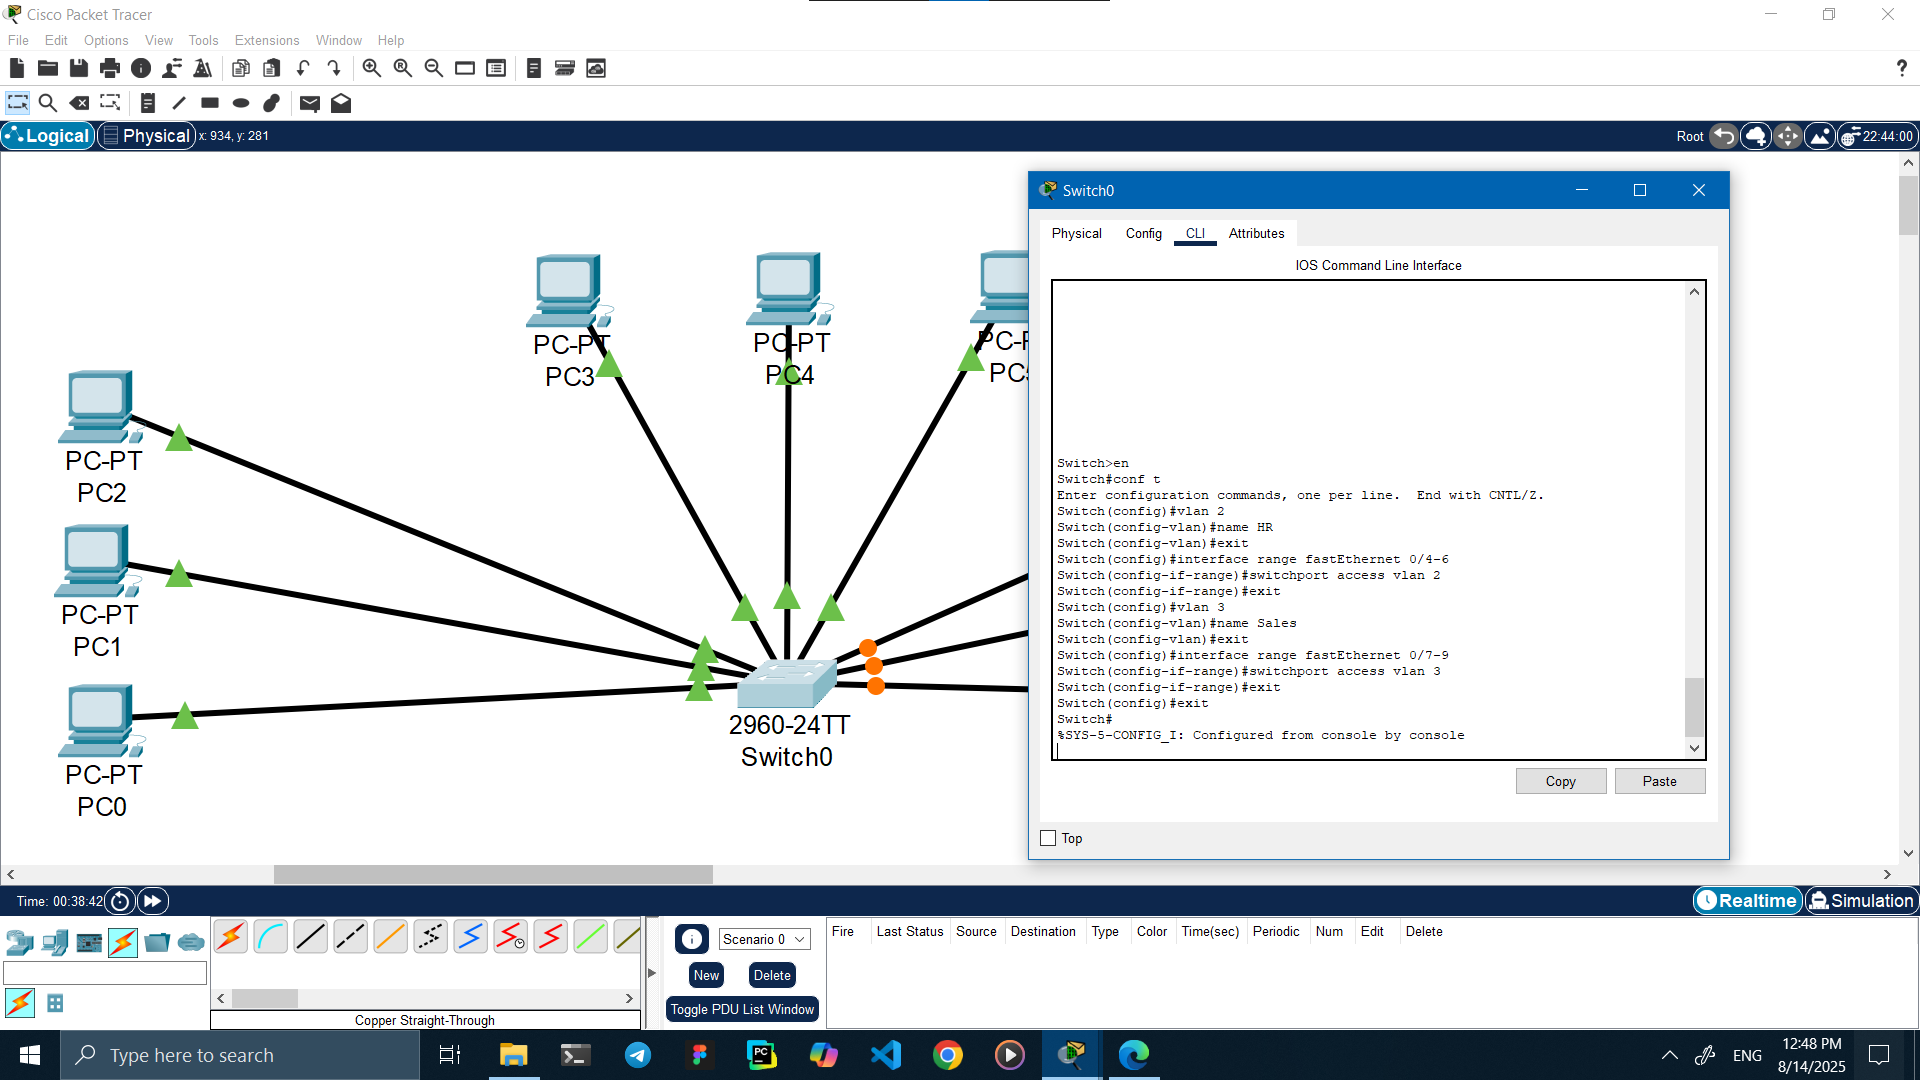 Cisco Packet Tracer
File Edit Options View Tools Extensions Window Help
?
Logical Physical x: 934, y: 281 Root 22:44:00
PC-PT
PC3
PC-PT
PC4
PC-P
PC5
PC-PT
PC2
PC-PT
PC1
PC-PT
PC0
2960-24TT
Switch0
Switch0
Physical Config CLI Attributes
IOS Command Line Interface
Switch>en
Switch#conf t
Enter configuration commands, one per line.  End with CNTL/Z.
Switch(config)#vlan 2
Switch(config-vlan)#name HR
Switch(config-vlan)#exit
Switch(config)#interface range fastEthernet 0/4-6
Switch(config-if-range)#switchport access vlan 2
Switch(config-if-range)#exit
Switch(config)#vlan 3
Switch(config-vlan)#name Sales
Switch(config-vlan)#exit
Switch(config)#interface range fastEthernet 0/7-9
Switch(config-if-range)#switchport access vlan 3
Switch(config-if-range)#exit
Switch(config)#exit
Switch#
%SYS-5-CONFIG_I: Configured from console by console
Copy Paste
Top
Time: 00:38:42 Realtime Simulation
Scenario 0
New Delete
Toggle PDU List Window
Fire Last Status Source Destination Type Color Time(sec) Periodic Num Edit Delete
Copper Straight-Through
Type here to search
PC
ENG
12:48 PM
8/14/2025